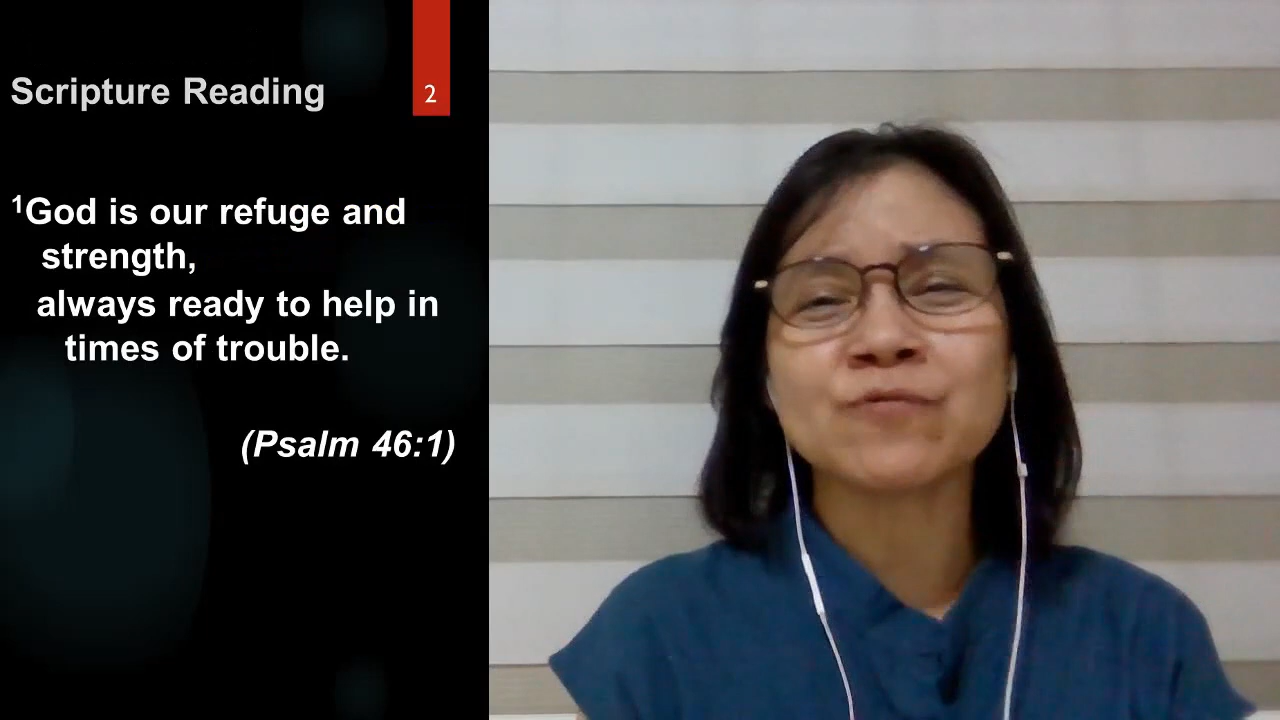 Scripture Reading
2
¹God is our refuge and
strength,
always ready to help in
times of trouble.
(Psalm 46:1)